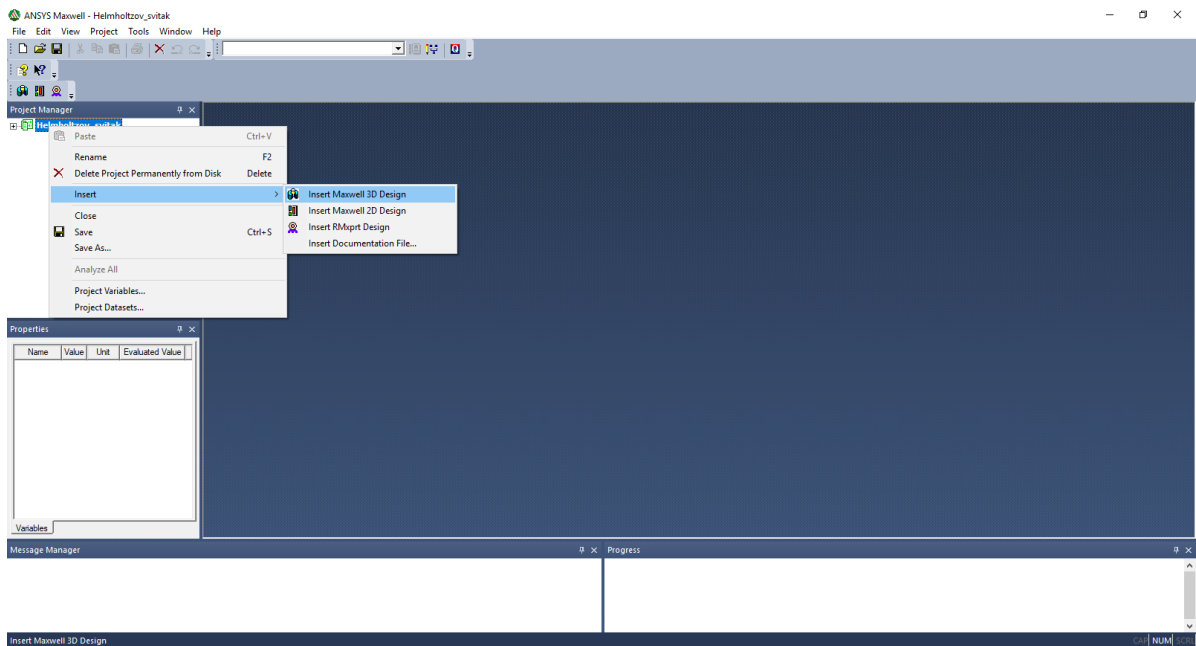 ANSYS Maxwell - Helmholtzov_svitak
File Edit View Project Tools Window Help
Project Manager
Helmholtzov_svitak
Paste Ctrl+V
Rename F2
Delete Project Permanently from Disk Delete
Insert
Insert Maxwell 3D Design
Insert Maxwell 2D Design
Insert RMxprt Design
Insert Documentation File...
Close
Save Ctrl+S
Save As...
Analyze All
Project Variables...
Project Datasets...
Properties
Name Value Unit Evaluated Value
Variables
Message Manager
Progress
Insert Maxwell 3D Design
CAP NUM SCRL